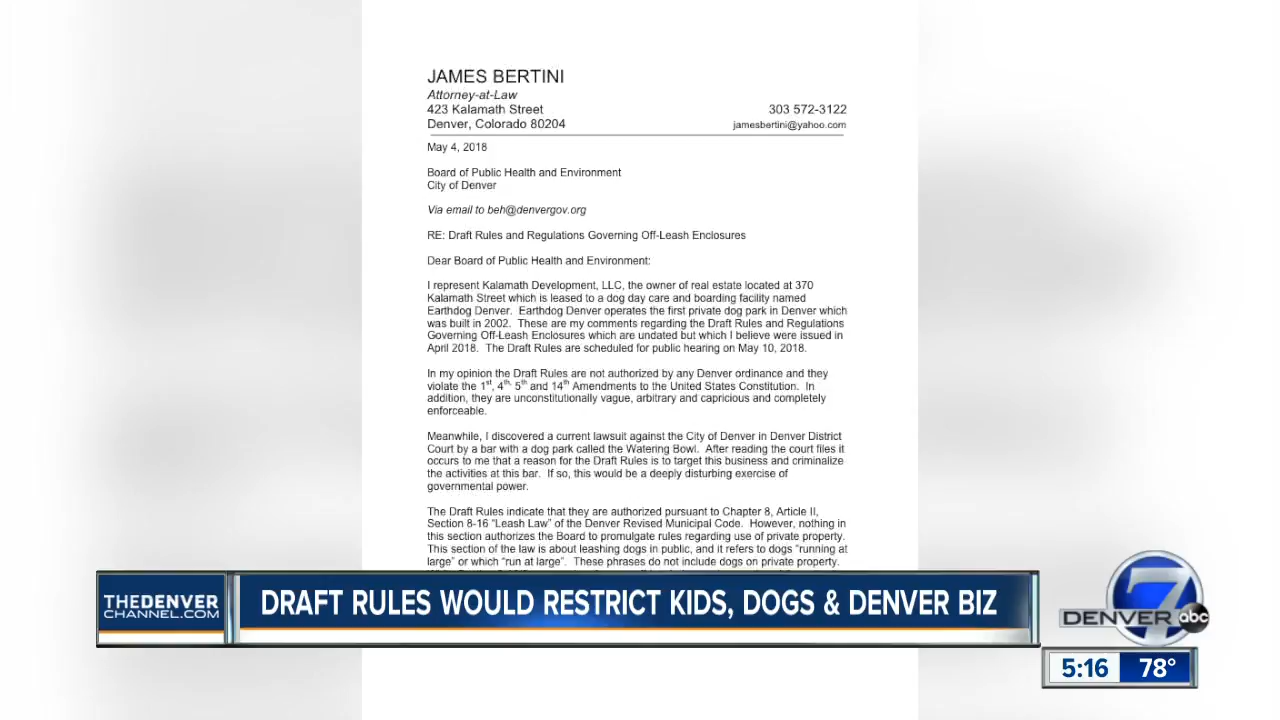 JAMES BERTINI
Attorney-at-Law
423 Kalamath Street
303 572-3122
Denver, Colorado 80204
jamesbertini@yahoo.com
May 4, 2018
Board of Public Health and Environment
City of Denver
Via email to beh@denvergov.org
RE: Draft Rules and Regulations Governing Off-Leash Enclosures
Dear Board of Public Health and Environment:
I represent Kalamath Development, LLC, the owner of real estate located at 370
Kalamath Street which is leased to a dog day care and boarding facility named
Earthdog Denver. Earthdog Denver operates the first private dog park in Denver which
was built in 2002. These are my comments regarding the Draft Rules and Regulations
Governing Off-Leash Enclosures which are undated but which I believe were issued in
April 2018. The Draft Rules are scheduled for public hearing on May 10, 2018.
In my opinion the Draft Rules are not authorized by any Denver ordinance and they
violate the 1st, 4th, 5th and 14th Amendments to the United States Constitution. In
addition, they are unconstitutionally vague, arbitrary and capricious and completely
enforceable.
Meanwhile, I discovered a current lawsuit against the City of Denver in Denver District
Court by a bar with a dog park called the Watering Bowl. After reading the court files it
occurs to me that a reason for the Draft Rules is to target this business and criminalize
the activities at this bar. If so, this would be a deeply disturbing exercise of
governmental power.
The Draft Rules indicate that they are authorized pursuant to Chapter 8, Article II,
Section 8-16 “Leash Law” of the Denver Revised Municipal Code. However, nothing in
this section authorizes the Board to promulgate rules regarding use of private property.
This section of the law is about leashing dogs in public, and it refers to dogs “running at
large” or which “run at large”. These phrases do not include dogs on private property.
THEDENVER
CHANNEL.COM
DRAFT RULES WOULD RESTRICT KIDS, DOGS & DENVER BIZ
7
DENVER abc
5:16 78°